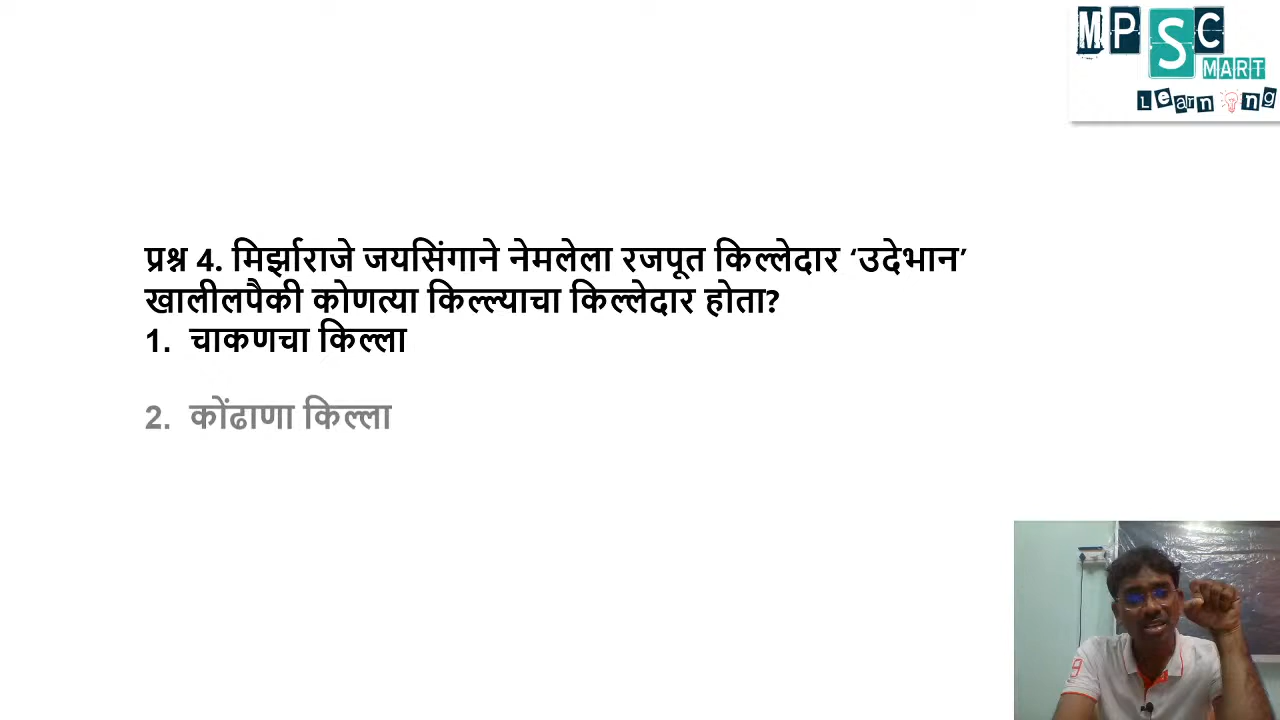 MPSC
MART
Learning
प्रश्न 4. मिर्झाराजे जयसिंगाने नेमलेला रजपूत किल्लेदार ‘उदेभान’
खालीलपैकी कोणत्या किल्ल्याचा किल्लेदार होता?
1. चाकणचा किल्ला
2. कोंढाणा किल्ला